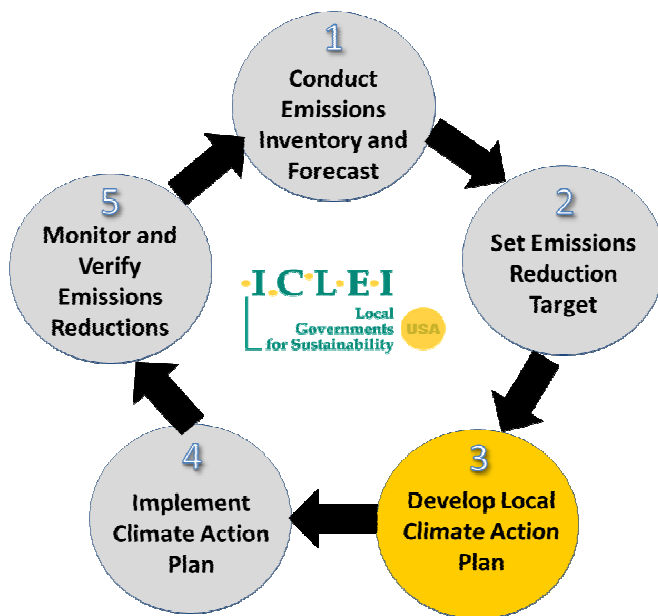 1
Conduct
Emissions
Inventory and
Forecast
2
Set Emissions
Reduction
Target
3
Develop Local
Climate Action
Plan
4
Implement
Climate Action
Plan
5
Monitor and
Verify
Emissions
Reductions
·I.C·L·E·I
Local
Governments
for Sustainability
USA